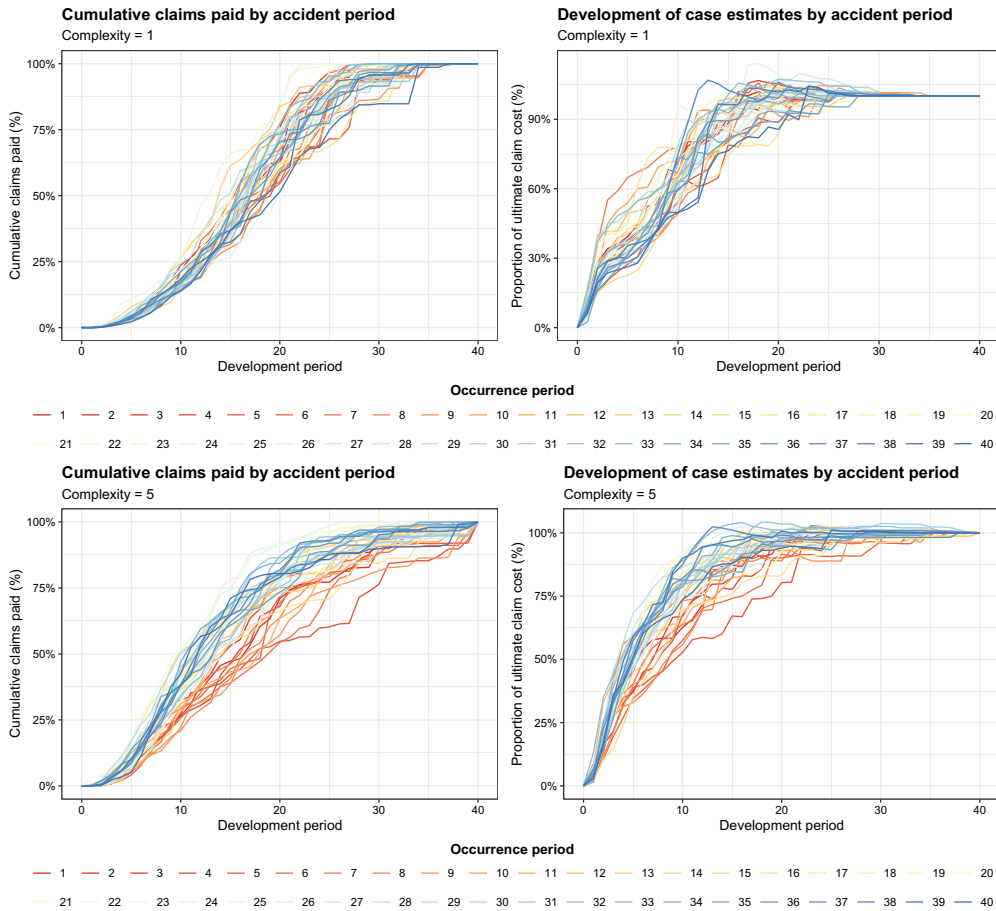 Cumulative claims paid by accident period
Complexity = 1
Cumulative claims paid (%)
100%
75%
50%
25%
0%
0 10 20 30 40
Development period
Development of case estimates by accident period
Complexity = 1
Proportion of ultimate claim cost (%)
90%
60%
30%
0%
0 10 20 30 40
Development period
Occurrence period
1 2 3 4 5 6 7 8 9 10 11 12 13 14 15 16 17 18 19 20
21 22 23 24 25 26 27 28 29 30 31 32 33 34 35 36 37 38 39 40
Cumulative claims paid by accident period
Complexity = 5
Cumulative claims paid (%)
100%
75%
50%
25%
0%
0 10 20 30 40
Development period
Development of case estimates by accident period
Complexity = 5
Proportion of ultimate claim cost (%)
100%
75%
50%
25%
0%
0 10 20 30 40
Development period
Occurrence period
1 2 3 4 5 6 7 8 9 10 11 12 13 14 15 16 17 18 19 20
21 22 23 24 25 26 27 28 29 30 31 32 33 34 35 36 37 38 39 40